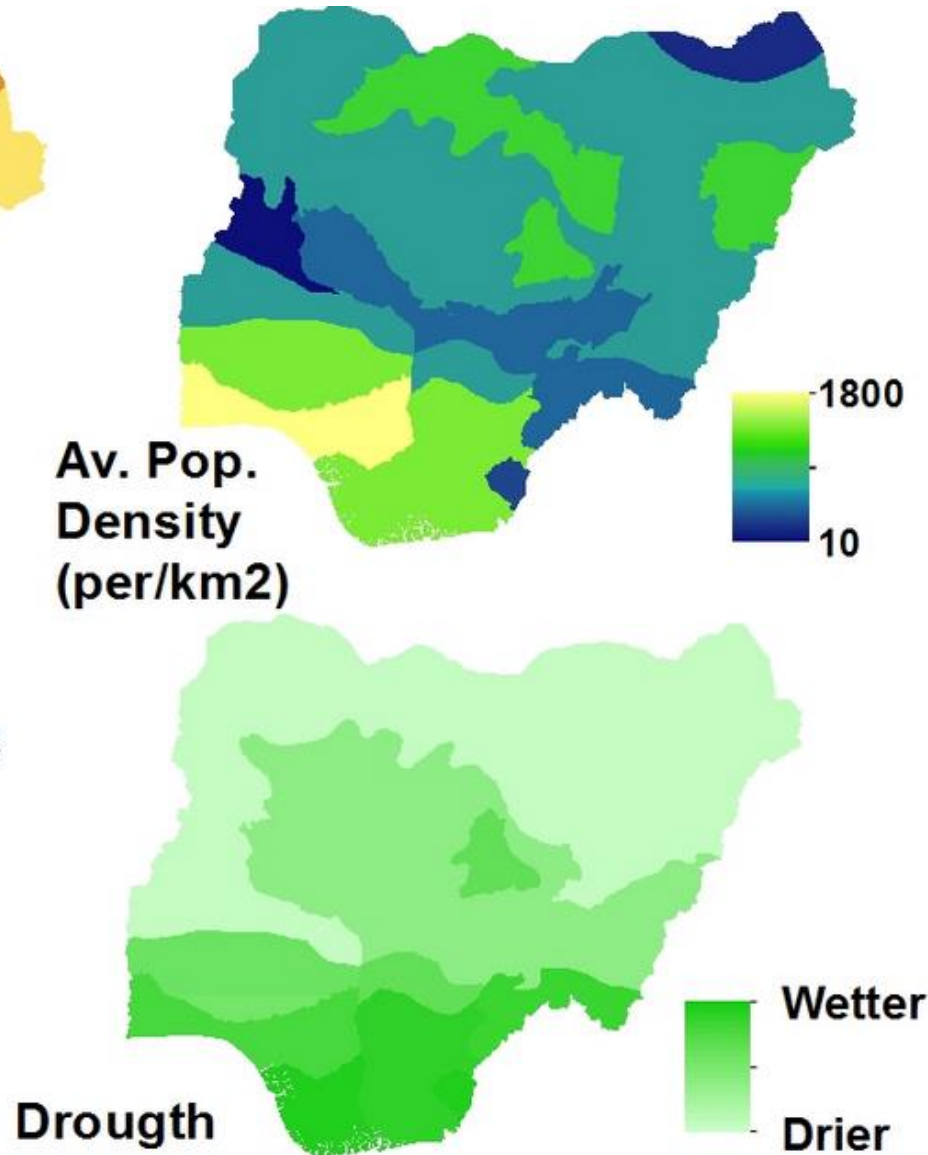 Av. Pop.
Density
(per/km2)
1800
10
Drougth
Wetter
Drier